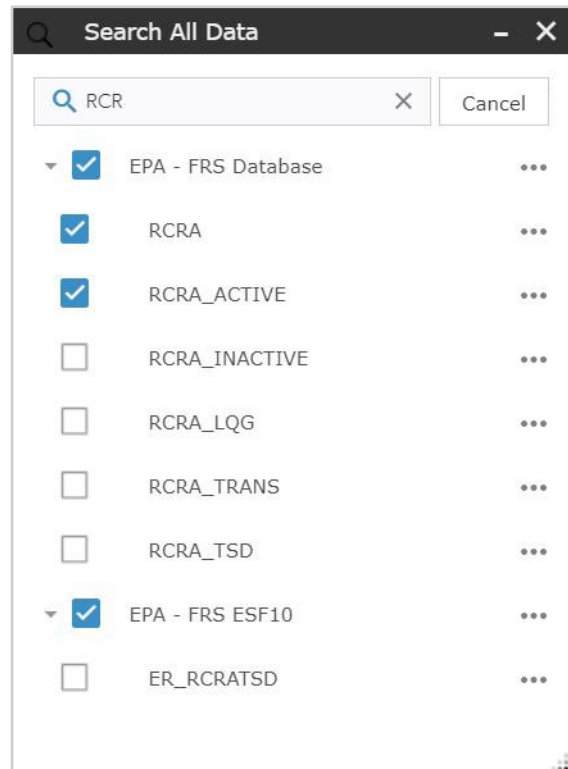 Search All Data
RCR
Cancel
EPA - FRS Database
RCRA
RCRA_ACTIVE
RCRA_INACTIVE
RCRA_LQG
RCRA_TRANS
RCRA_TSD
EPA - FRS ESF10
ER_RCRATSD